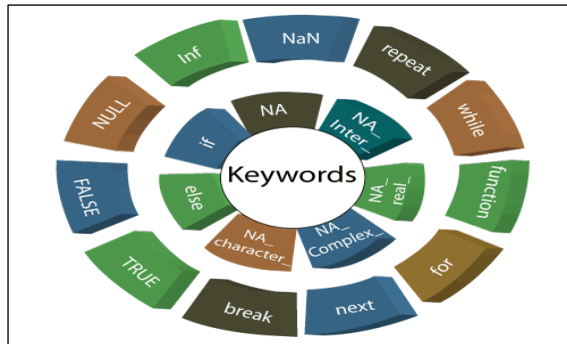 NaN
repeat
while
function
for
next
break
TRUE
FALSE
NULL
Inf
NA
NA_
Inter_
NA_
real_
NA_
Complex_
NA_
character_
else
if
Keywords